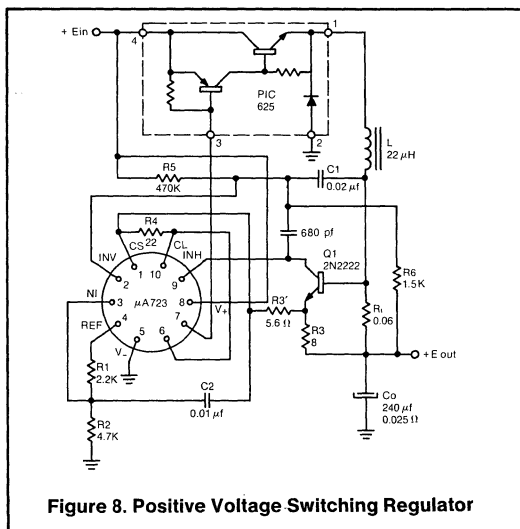 + Ein
4
1
PIC
625
3
2
L
22 μH
R5
470K
C1
0.02 μf
R4
22
CS
CL
INV
INH
680 pf
Q1
2N2222
1
10
2
9
NI
3
μA723
8
V+
R6
1.5K
REF
4
7
R3'
5.6 Ω
R3
8
Rι
0.06
V-
5
6
+E out
R1
2.2K
C2
0.01 μf
Co
240 μf
0.025 Ω
R2
4.7K
Figure 8. Positive Voltage Switching Regulator